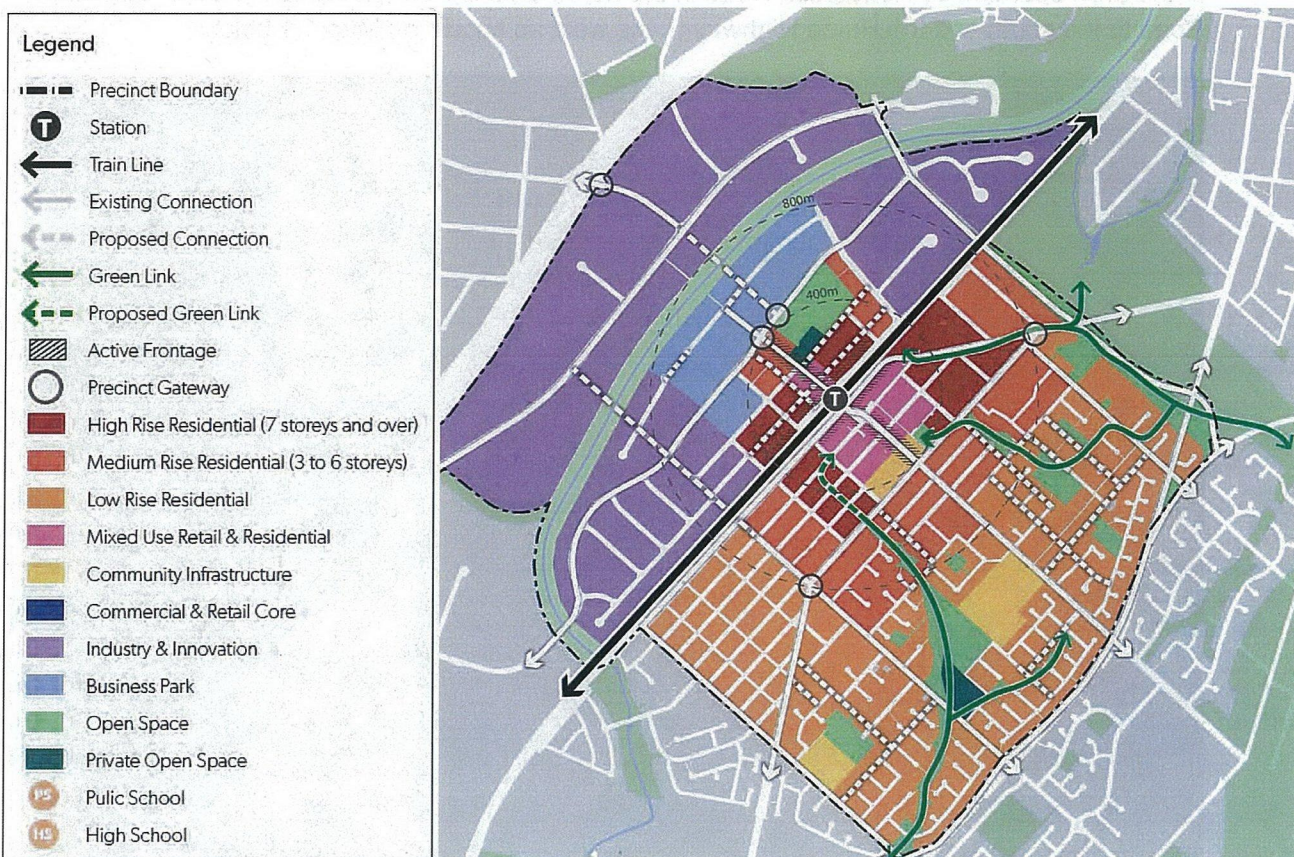 Legend
Precinct Boundary
T
Station
Train Line
Existing Connection
Proposed Connection
Green Link
Proposed Green Link
Active Frontage
Precinct Gateway
High Rise Residential (7 storeys and over)
Medium Rise Residential (3 to 6 storeys)
Low Rise Residential
Mixed Use Retail & Residential
Community Infrastructure
Commercial & Retail Core
Industry & Innovation
Business Park
Open Space
Private Open Space
PS
Pulic School
HS
High School
800m
400m
T